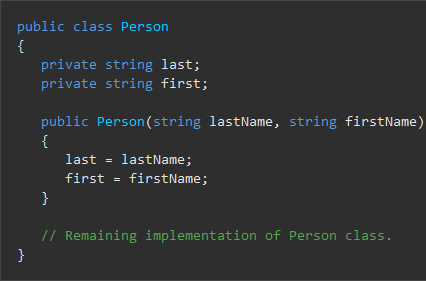 public class Person
{
   private string last;
   private string first;

   public Person(string lastName, string firstName)
   {
      last = lastName;
      first = firstName;
   }

   // Remaining implementation of Person class.
}